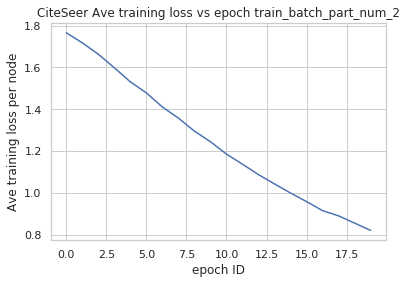 CiteSeer Ave training loss vs epoch train_batch_part_num_2
Ave training loss per node
1.8
1.6
1.4
1.2
1.0
0.8
0.0 2.5 5.0 7.5 10.0 12.5 15.0 17.5
epoch ID